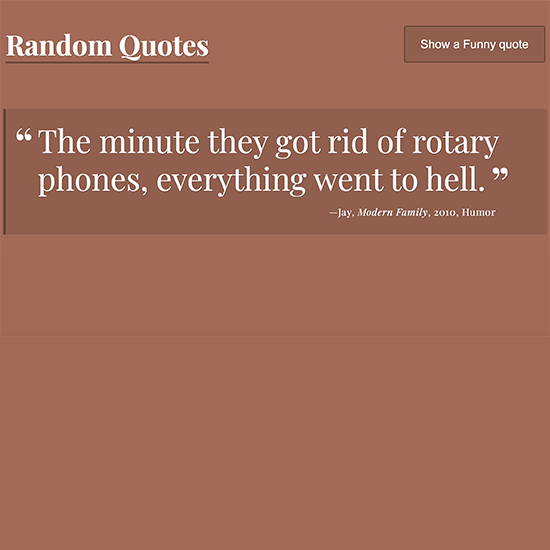 Random Quotes
Show a Funny quote
“ The minute they got rid of rotary
phones, everything went to hell. ”
—Jay, Modern Family, 2010, Humor